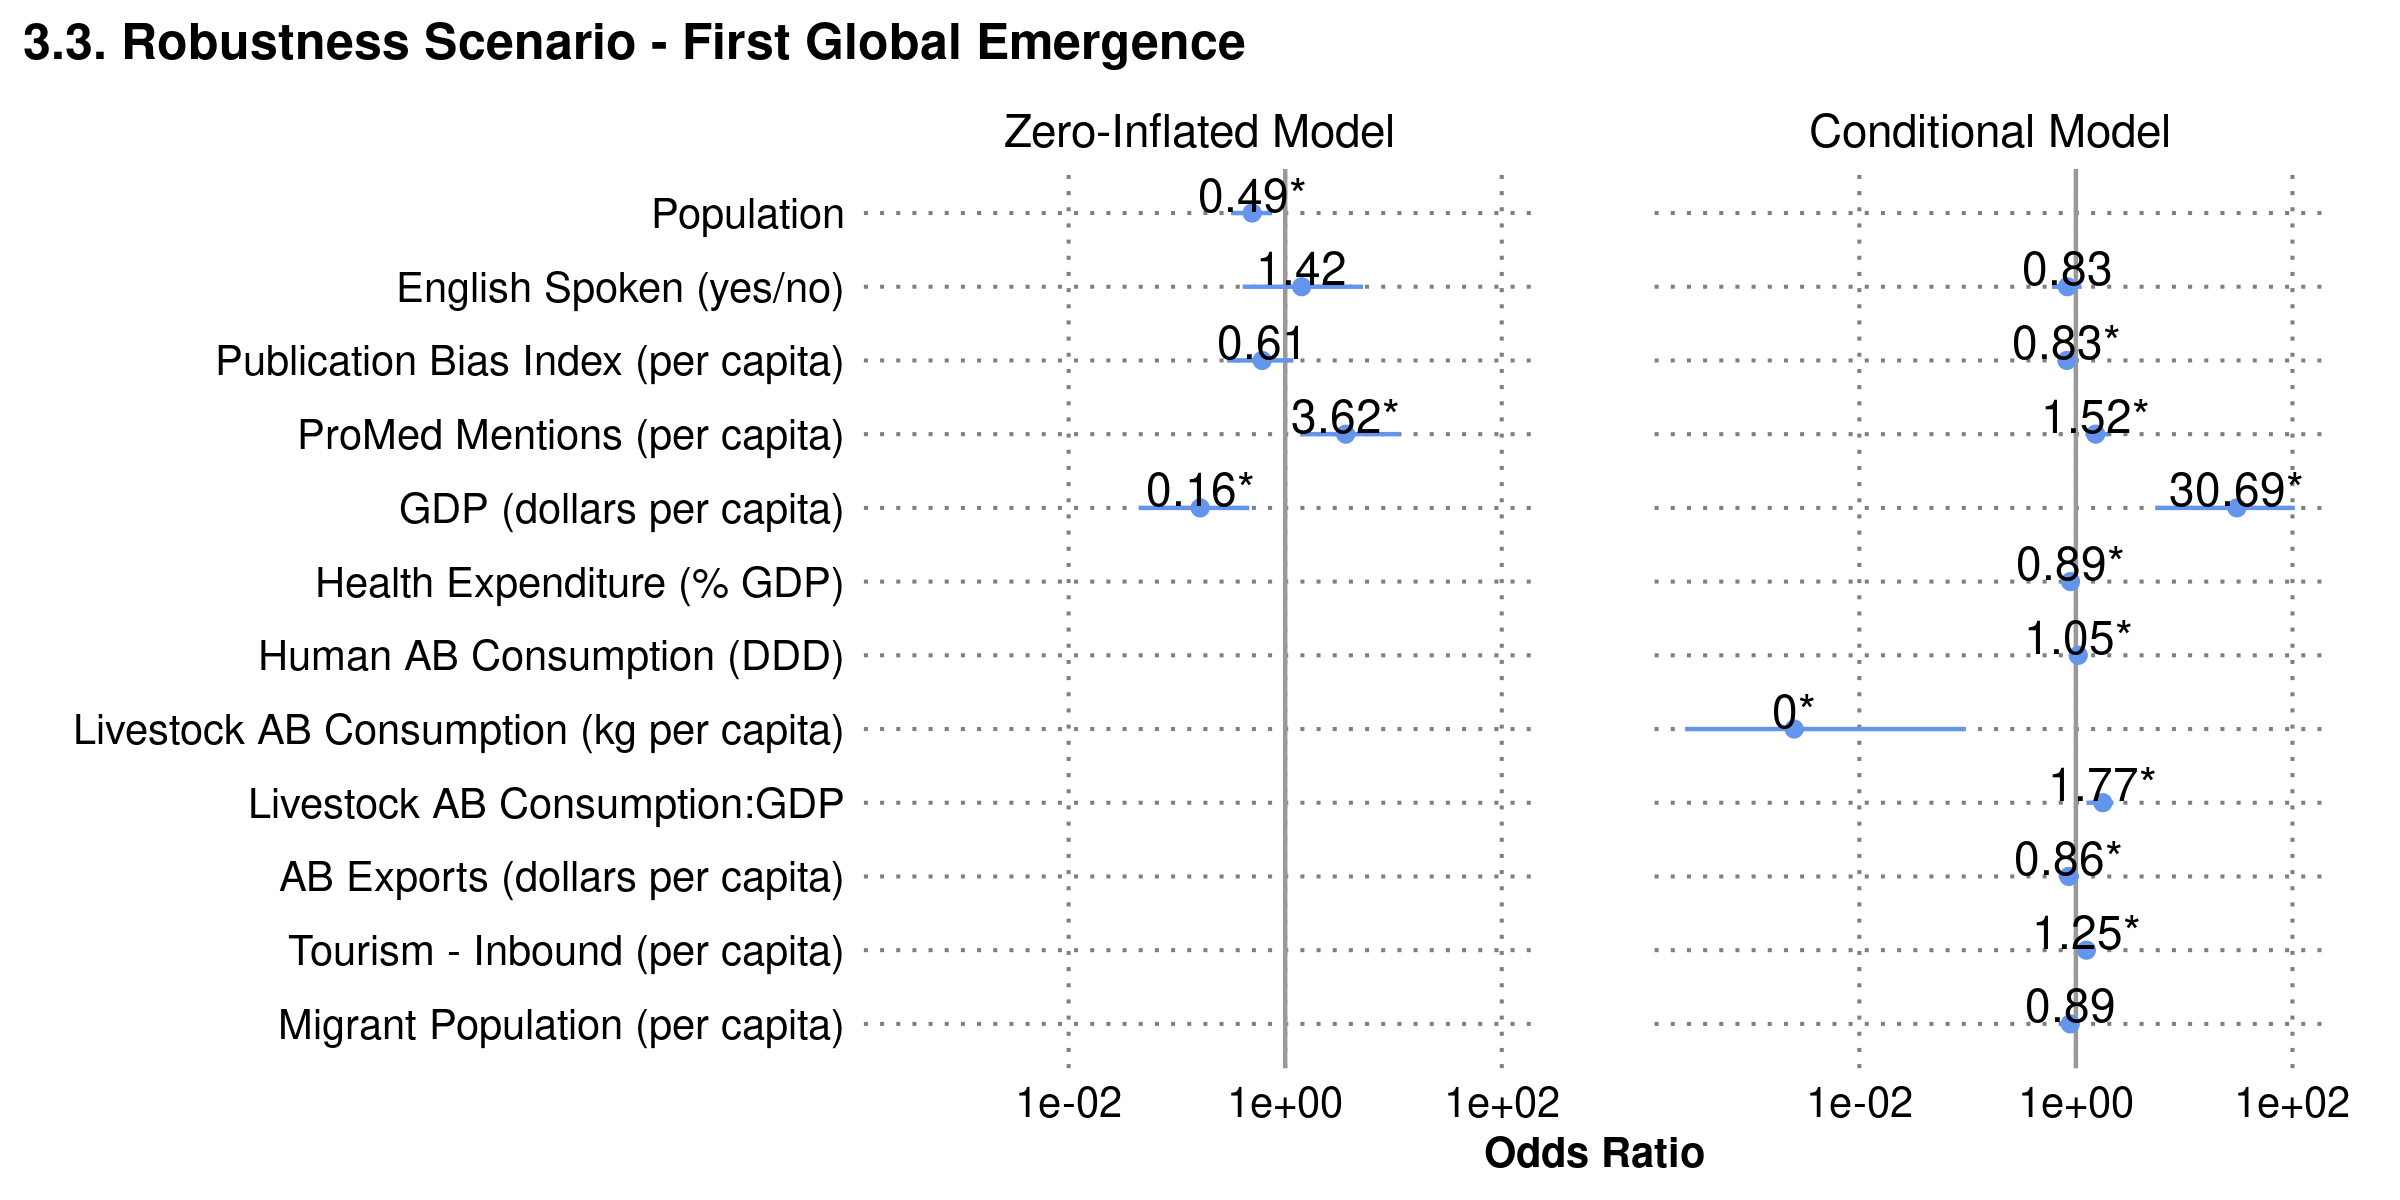 3.3. Robustness Scenario - First Global Emergence
Zero-Inflated Model Conditional Model
Population 0.49*
English Spoken (yes/no) 1.42 0.83
Publication Bias Index (per capita) 0.61 0.83*
ProMed Mentions (per capita) 3.62* 1.52*
GDP (dollars per capita) 0.16* 30.69*
Health Expenditure (% GDP) 0.89*
Human AB Consumption (DDD) 1.05*
Livestock AB Consumption (kg per capita) 0*
Livestock AB Consumption:GDP 1.77*
AB Exports (dollars per capita) 0.86*
Tourism - Inbound (per capita) 1.25*
Migrant Population (per capita) 0.89
1e-02 1e+00 1e+02 1e-02 1e+00 1e+02
Odds Ratio